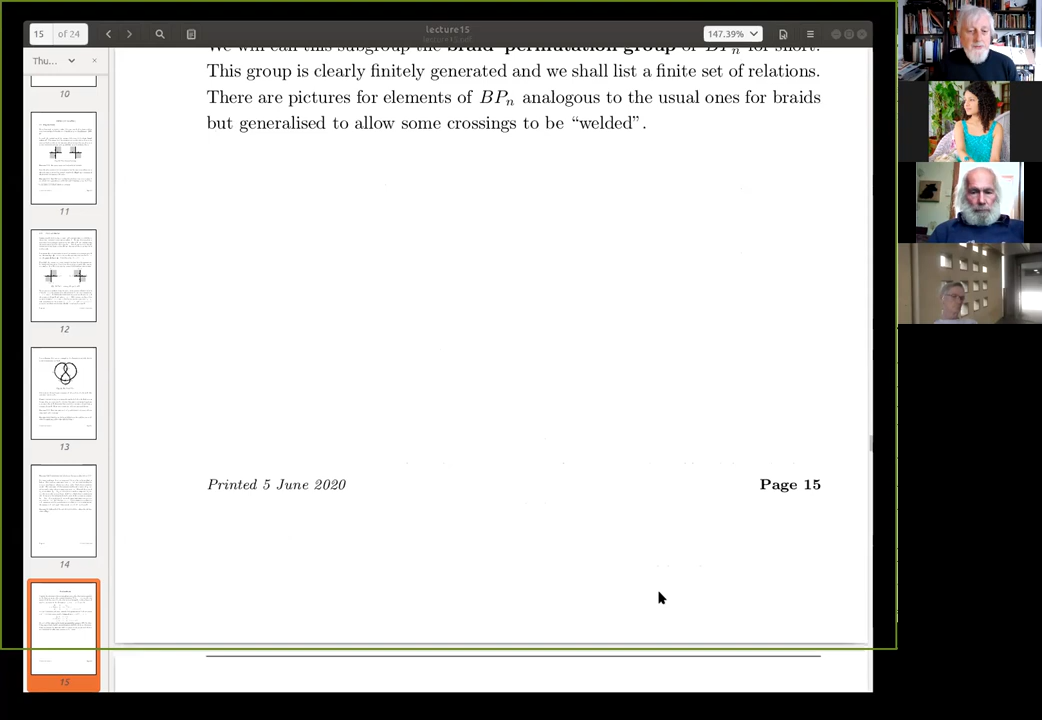 15 of 24
lecture15
147.39%
Thu...
We will call this subgroup the braid-permutation group or BPₙ for short.
This group is clearly finitely generated and we shall list a finite set of relations.
There are pictures for elements of BPₙ analogous to the usual ones for braids
but generalised to allow some crossings to be “welded”.
10
11
12
13
14
15
Printed 5 June 2020
Page 15